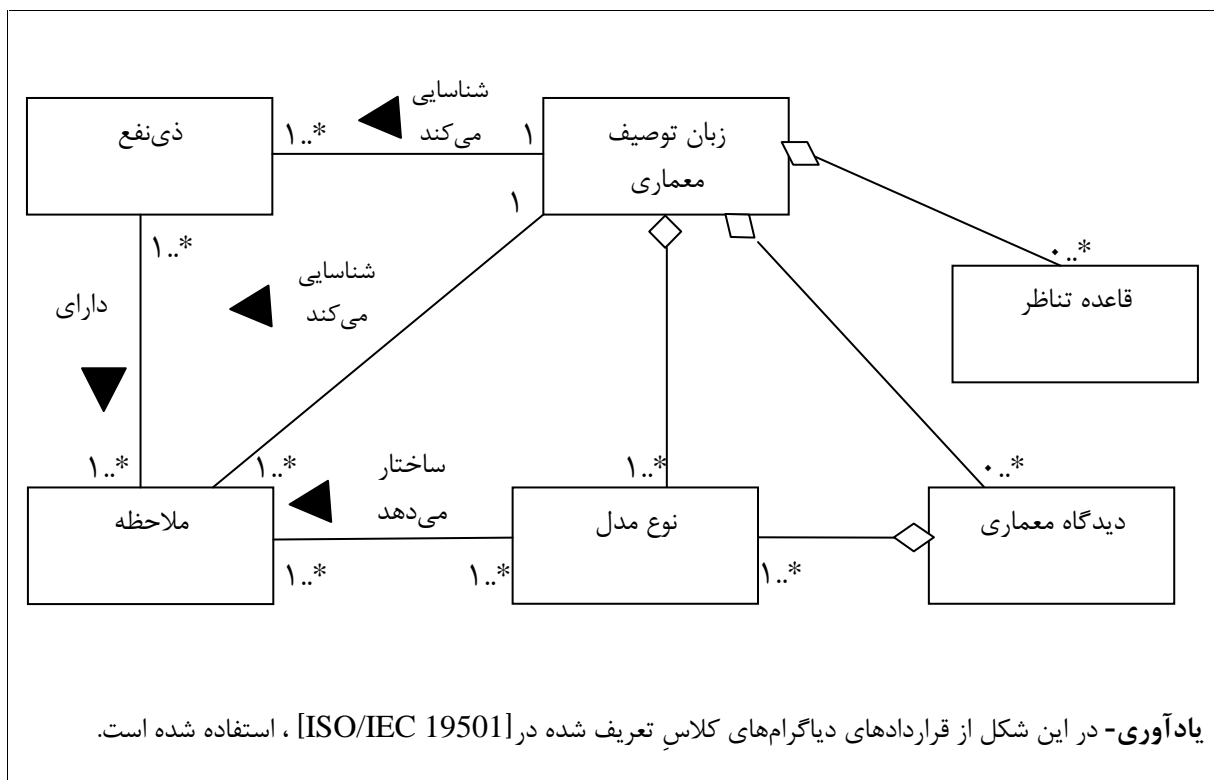 شناسایی
می‌کند
ذی‌نفع
۱..*
۱
زبان توصیف
معماری
۱
۱..*
شناسایی
می‌کند
دارای
۰..*
قاعده تناظر
۱..*
۱..*
ساختار
می‌دهد
۱..*
۰..*
ملاحظه
نوع مدل
دیدگاه معماری
۱..*
۱..*
۱..*
یادآوری- در این شکل از قراردادهای دیاگرام‌های کلاسِ تعریف شده در [ISO/IEC 19501] ، استفاده شده است.